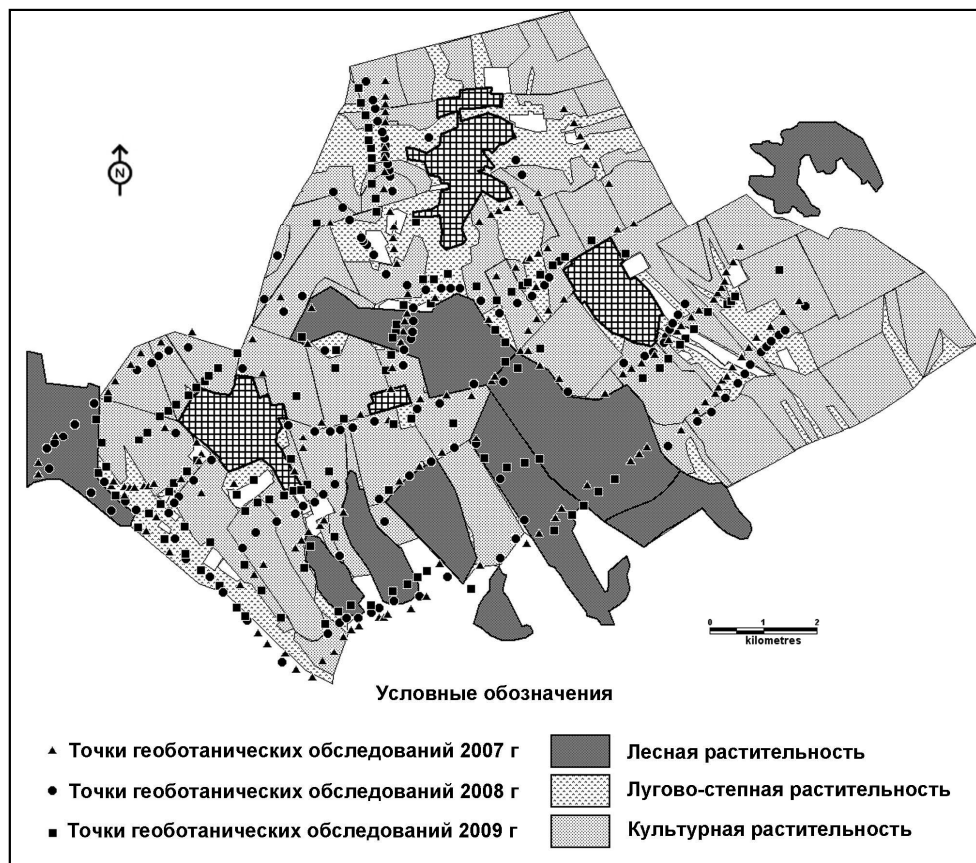 N
0 1 2
kilometres
Условные обозначения
Точки геоботанических обследований 2007 г
Точки геоботанических обследований 2008 г
Точки геоботанических обследований 2009 г
Лесная растительность
Лугово-степная растительность
Культурная растительность